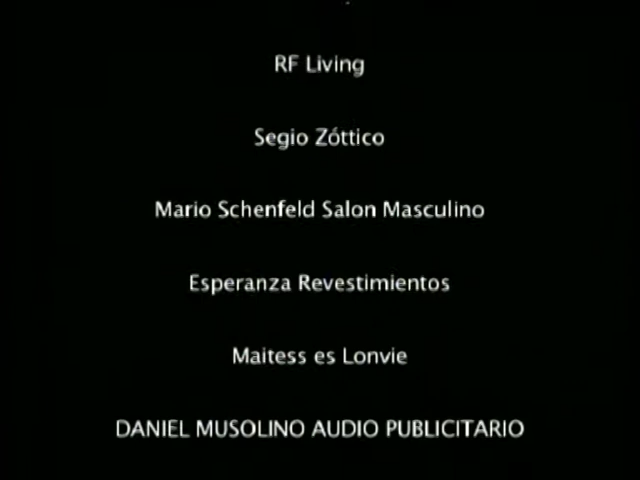 RF Living
Segio Zóttico
Mario Schenfeld Salon Masculino
Esperanza Revestimientos
Maitess es Lonvie
DANIEL MUSOLINO AUDIO PUBLICITARIO